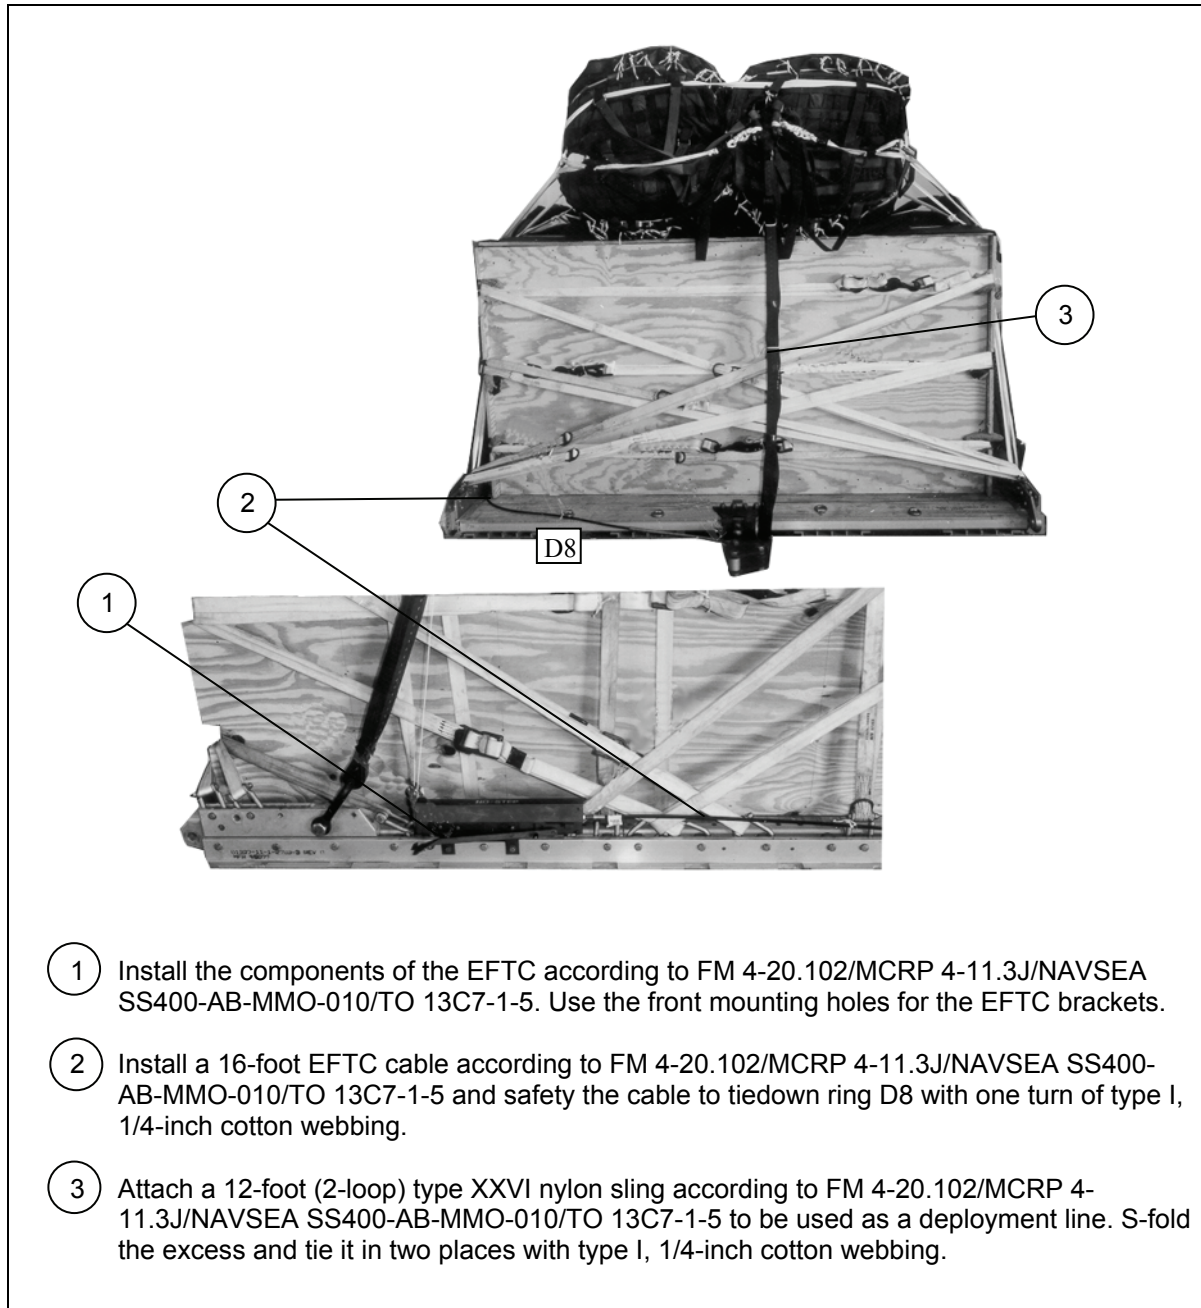 3
2
D8
1
1 Install the components of the EFTC according to FM 4-20.102/MCRP 4-11.3J/NAVSEA
SS400-AB-MMO-010/TO 13C7-1-5. Use the front mounting holes for the EFTC brackets.
2 Install a 16-foot EFTC cable according to FM 4-20.102/MCRP 4-11.3J/NAVSEA SS400-
AB-MMO-010/TO 13C7-1-5 and safety the cable to tiedown ring D8 with one turn of type I,
1/4-inch cotton webbing.
3 Attach a 12-foot (2-loop) type XXVI nylon sling according to FM 4-20.102/MCRP 4-
11.3J/NAVSEA SS400-AB-MMO-010/TO 13C7-1-5 to be used as a deployment line. S-fold
the excess and tie it in two places with type I, 1/4-inch cotton webbing.